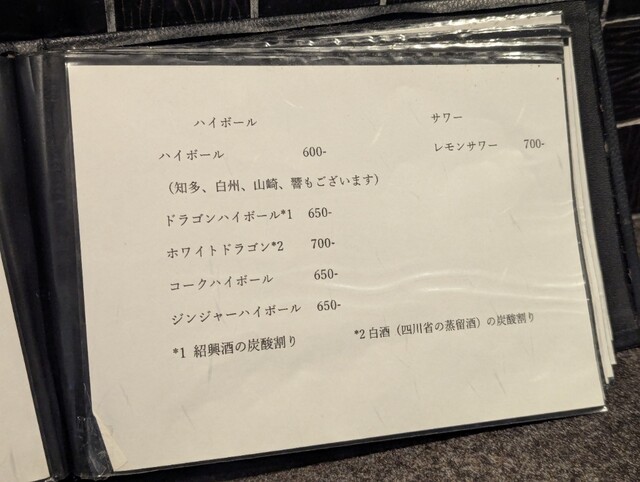 ハイボール
ハイボール 600-
（知多、白州、山崎、響もございます）
ドラゴンハイボール*1 650-
ホワイトドラゴン*2 700-
コークハイボール 650-
ジンジャーハイボール 650-
*1 紹興酒の炭酸割り
サワー
レモンサワー 700-
*2 白酒（四川省の蒸留酒）の炭酸割り